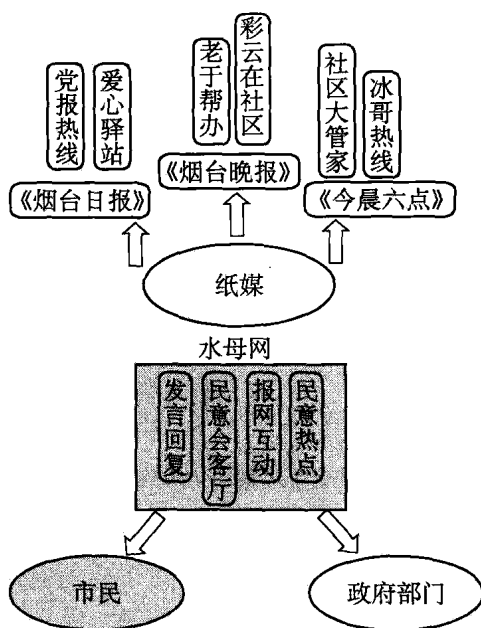 党报热线
爱心驿站
老于帮办
彩云在社区
社区大管家
冰哥热线
《烟台日报》
《烟台晚报》
《今晨六点》
纸媒
水母网
发言回复
民意会客厅
报网互动
民意热点
市民
政府部门